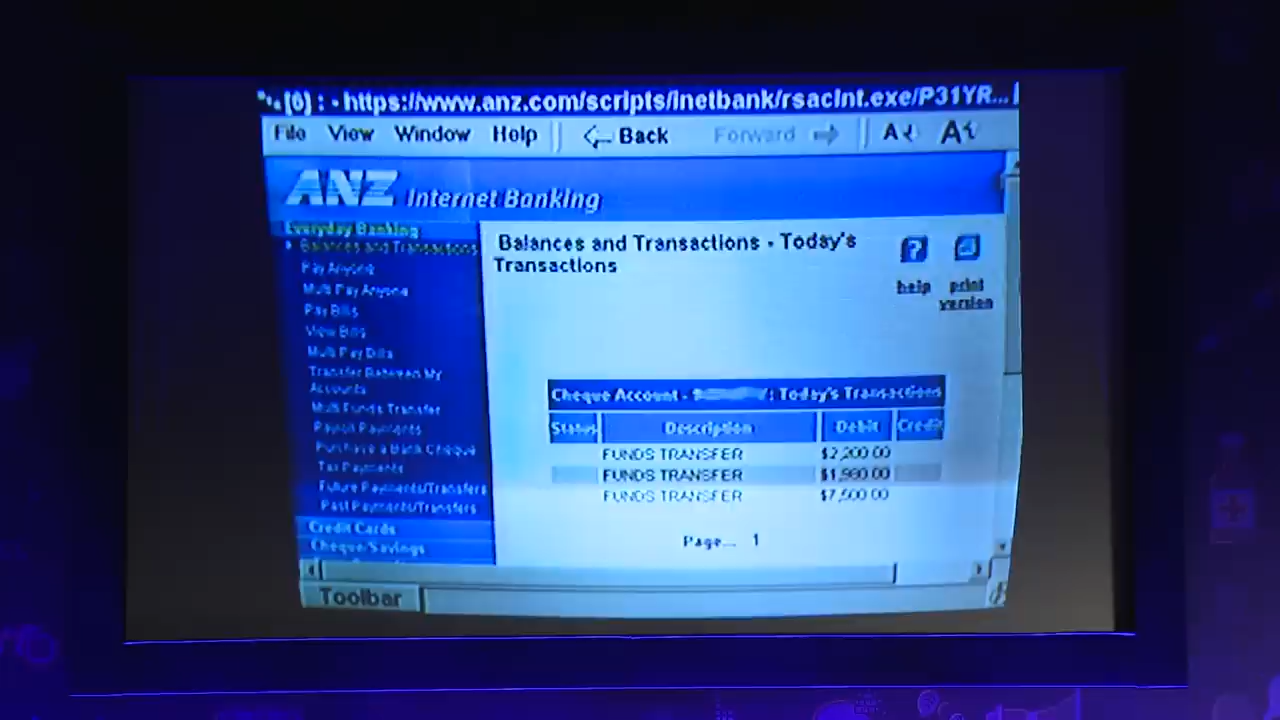 [0] : - https://www.anz.com/scripts/inetbank/rsacint.exe/P31YR...
File View Window Help Back Forward A A
ANZ Internet Banking
Everyday Banking
Balances and Transactions
Pay Anyone
Multi Pay Anyone
Pay Bills
View Bills
Multi Pay Bills
Transfer Between My
Accounts
Multi Funds Transfer
Payroll Payments
Purchase a Bank Cheque
Tax Payments
Future Payments/Transfers
Past Payments/Transfers
Credit Cards
Cheque/Savings
Balances and Transactions - Today's
Transactions
help print
version
Cheque Account - : Today's Transactions
Status Description Debit Credit
FUNDS TRANSFER $2,200.00
FUNDS TRANSFER $1,980.00
FUNDS TRANSFER $7,500.00
Page... 1
Toolbar